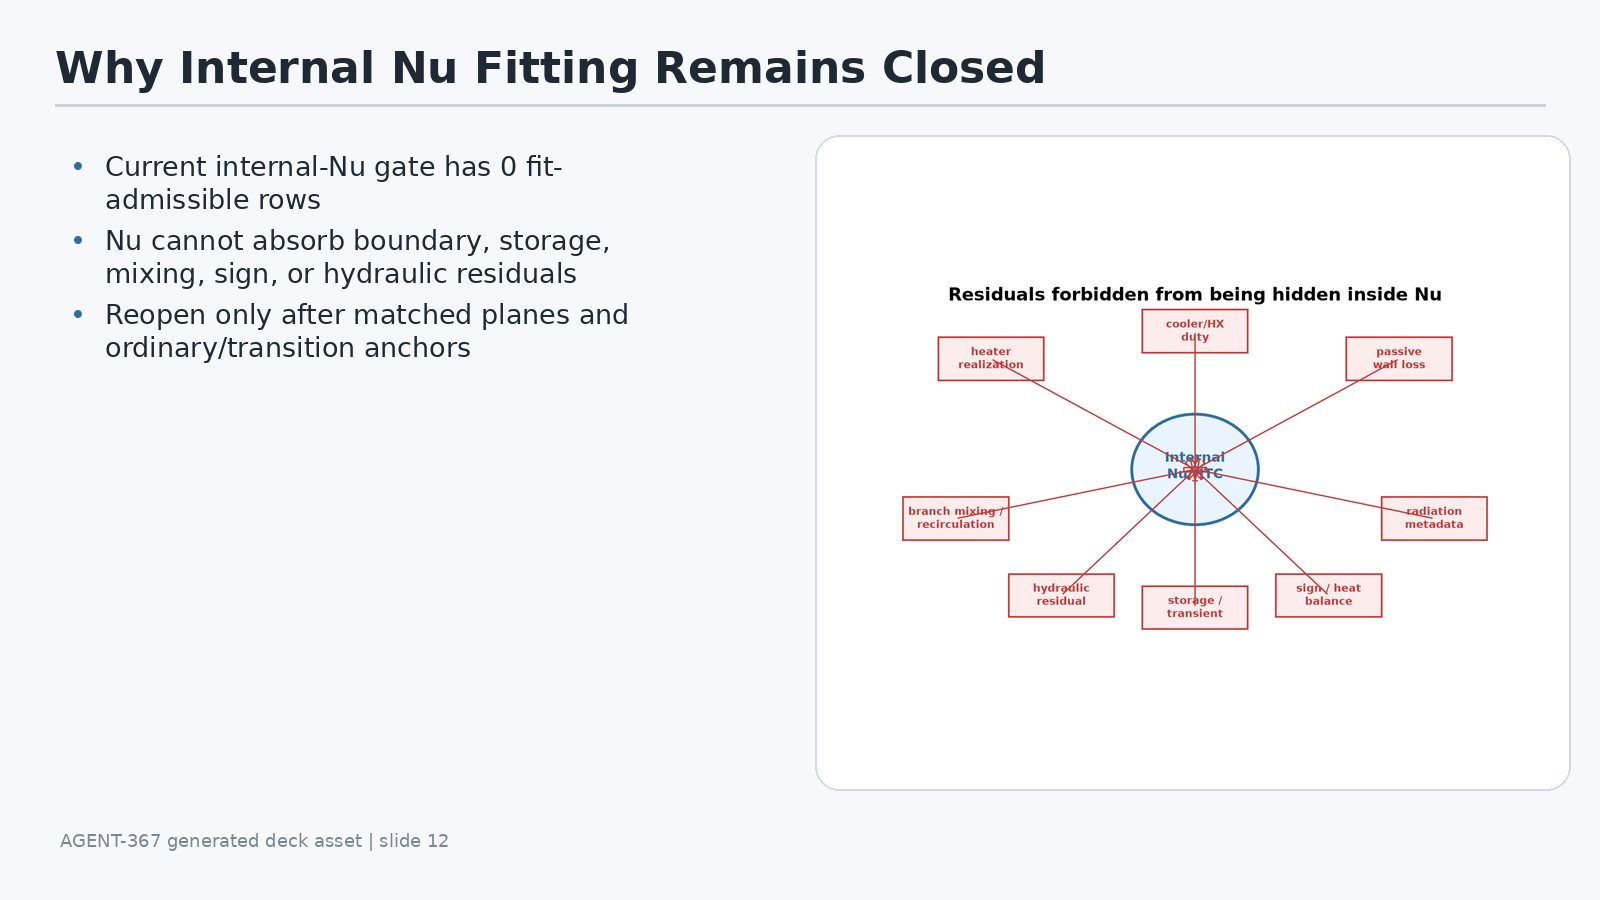 Why Internal Nu Fitting Remains Closed
• Current internal-Nu gate has 0 fit-
admissible rows
• Nu cannot absorb boundary, storage,
mixing, sign, or hydraulic residuals
• Reopen only after matched planes and
ordinary/transition anchors
Residuals forbidden from being hidden inside Nu
cooler/HX
duty
heater
realization
passive
wall loss
internal
Nu/HTC
branch mixing /
recirculation
radiation
metadata
hydraulic
residual
storage /
transient
sign / heat
balance
AGENT-367 generated deck asset | slide 12